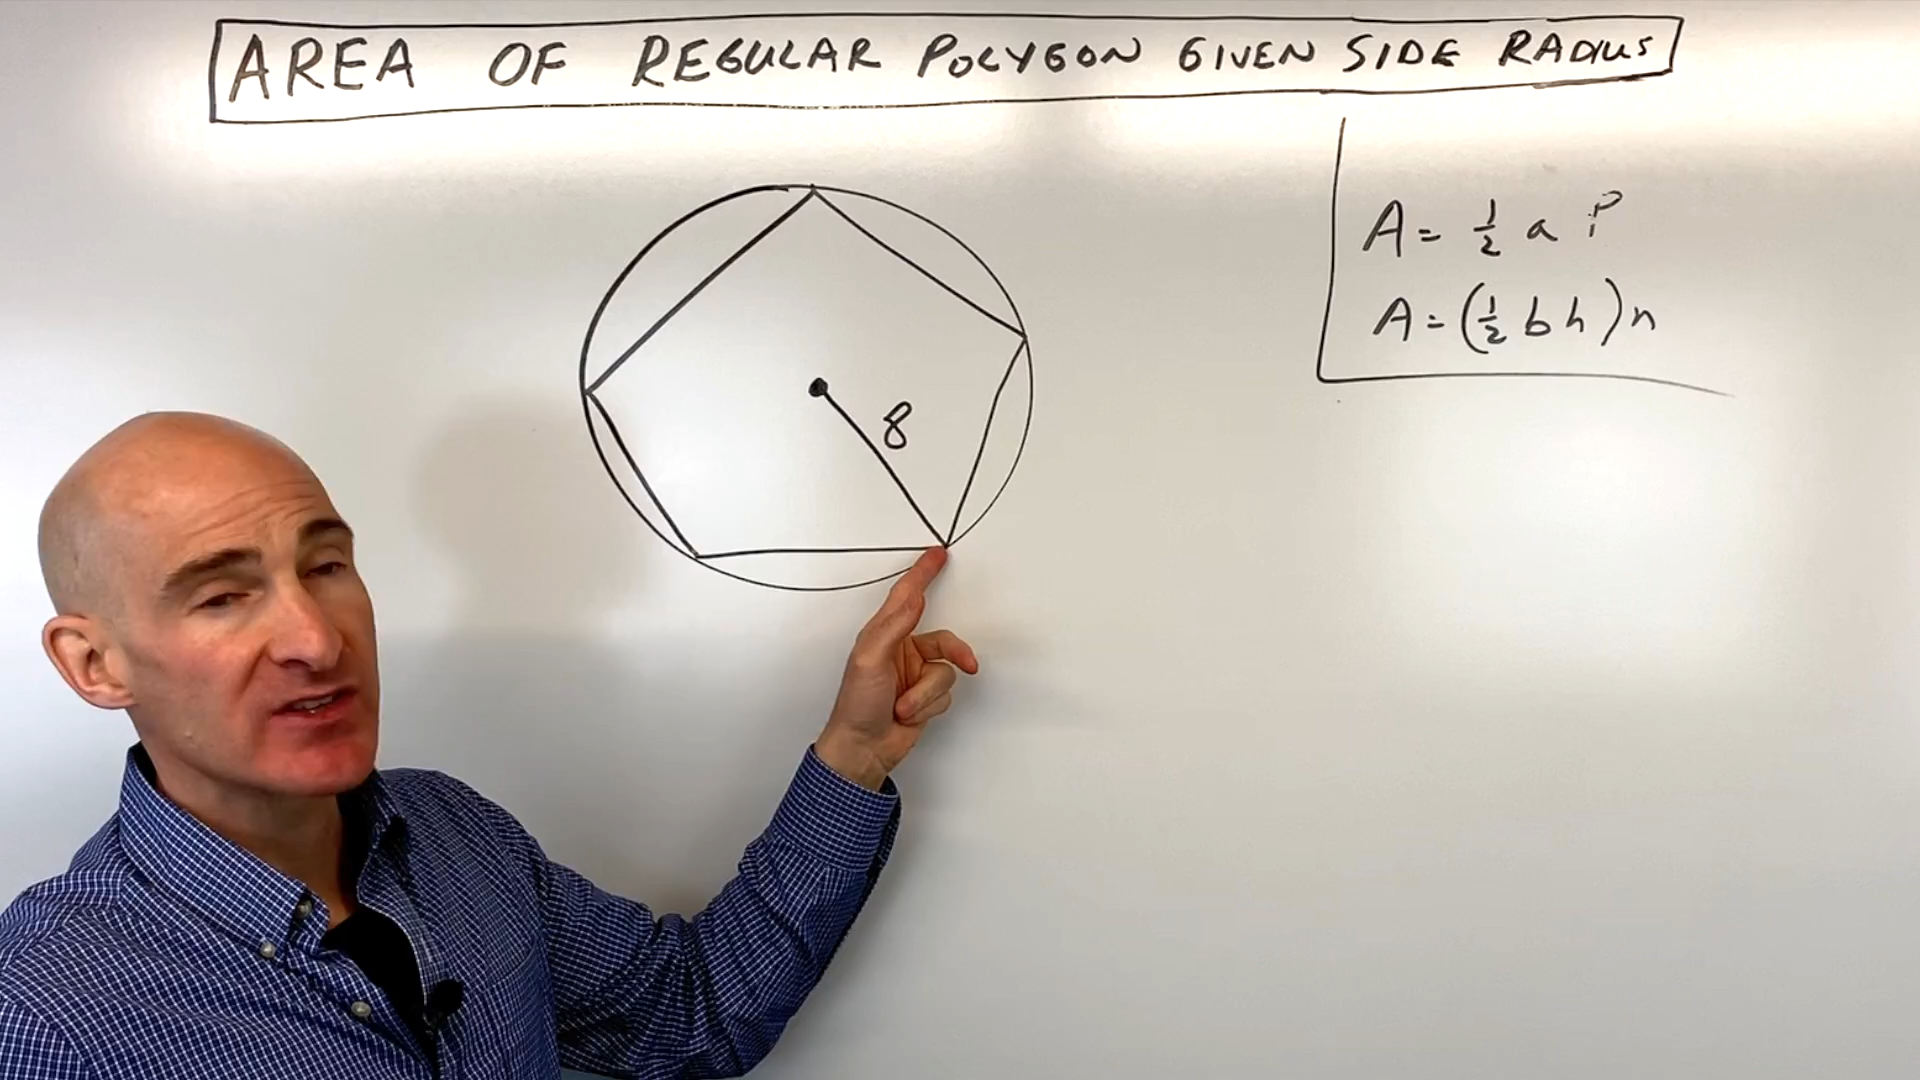 AREA OF REGULAR POLYGON GIVEN SIDE RADIUS
A = 1/2 a P
A = (1/2 b h) n
8